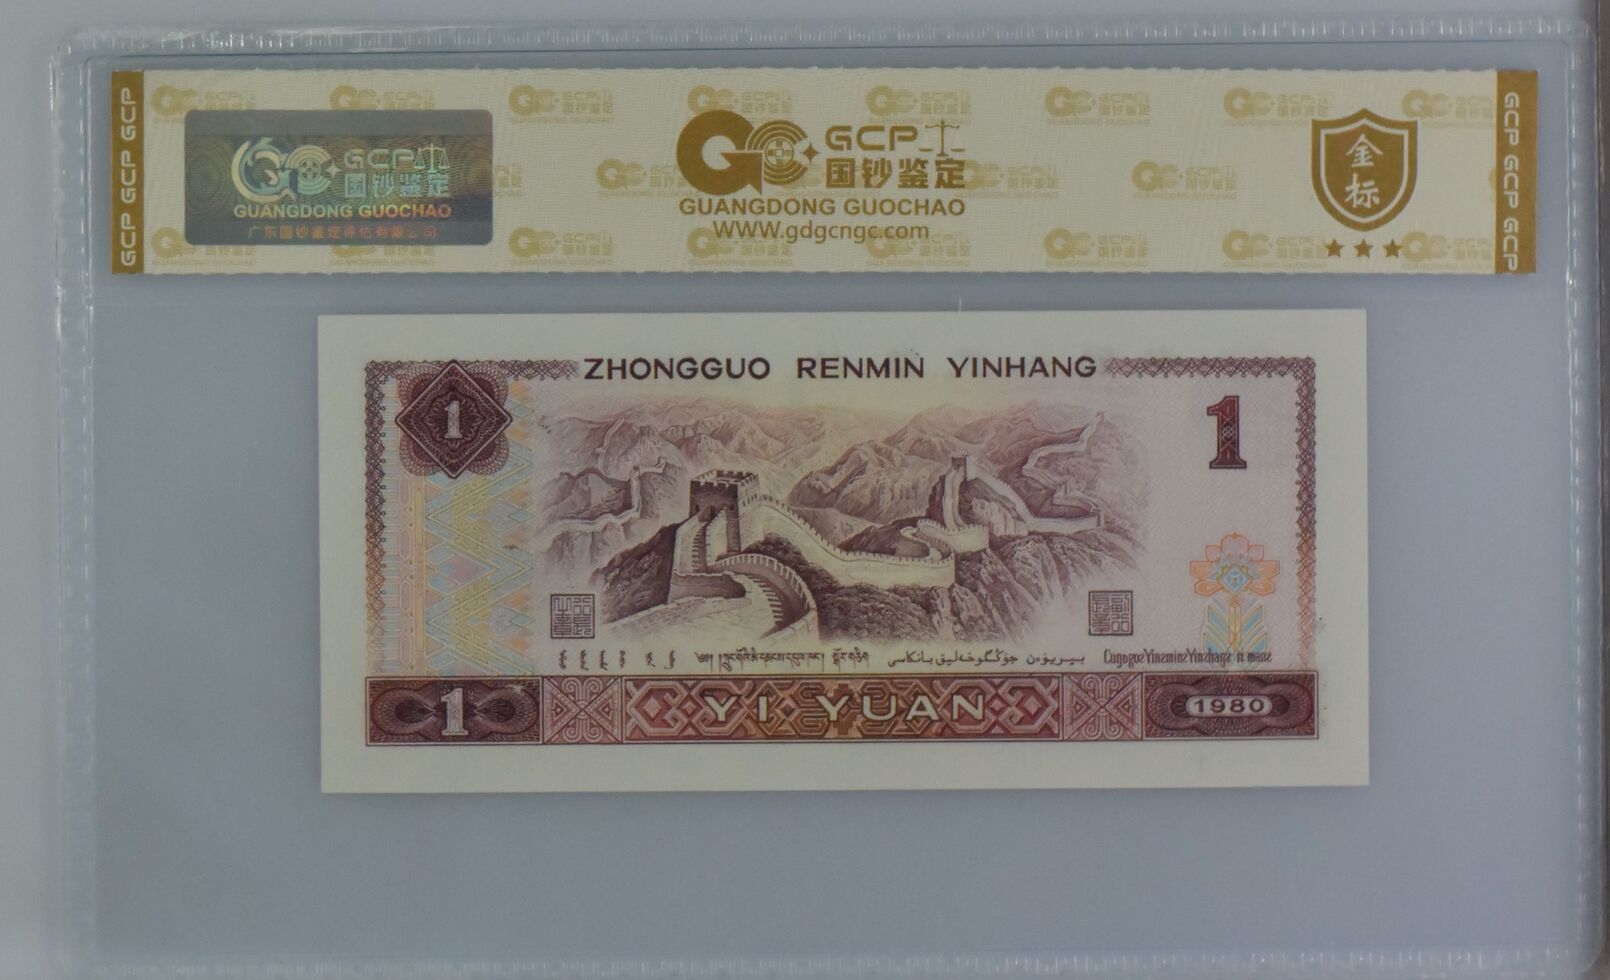 GCP GCP GCP
GCP
国钞鉴定
GUANGDONG GUOCHAO
广东国钞鉴定评估有限公司
GCP
国钞鉴定
GUANGDONG GUOCHAO
WWW.gdgcngc.com
金
标
GCP GCP GCP
ZHONGGUO RENMIN YINHANG
1
1
1
YI YUAN
1980